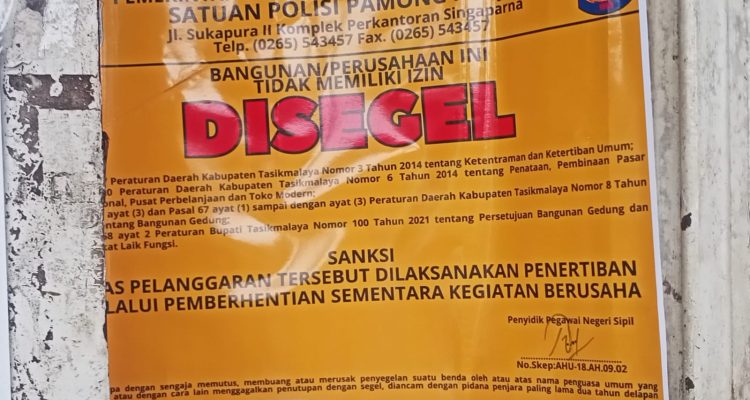 SATUAN POLISI PAMONG
Jl. Sukapura II Komplek Perkantoran Singaparna
Telp. (0265) 543457 Fax. (0265) 543457
BANGUNAN/PERUSAHAAN INI
TIDAK MEMILIKI IZIN
DISEGEL
Peraturan Daerah Kabupaten Tasikmalaya Nomor 3 Tahun 2014 tentang Ketentraman dan Ketertiban Umum;
0 Peraturan Daerah Kabupaten Tasikmalaya Nomor 6 Tahun 2014 tentang Penataan, Pembinaan Pasar
onal, Pusat Perbelanjaan dan Toko Modern;
ayat (3) dan Pasal 67 ayat (1) sampai dengan ayat (3) Peraturan Daerah Kabupaten Tasikmalaya Nomor 8 Tahun
ntang Bangunan Gedung;
8 ayat 2 Peraturan Bupati Tasikmalaya Nomor 100 Tahun 2021 tentang Persetujuan Bangunan Gedung dan
at Laik Fungsi.
SANKSI
AS PELANGGARAN TERSEBUT DILAKSANAKAN PENERTIBAN
LALUI PEMBERHENTIAN SEMENTARA KEGIATAN BERUSAHA
Penyidik Pegawai Negeri Sipil
No.Skep:AHU-18.AH.09.02
pa dengan sengaja memutus, membuang atau merusak penyegelan suatu benda oleh atau atas nama penguasa umum yang
atau dengan cara lain menggagalkan penutupan dengan segel, diancam dengan pidana penjara paling lama dua tahun delapan